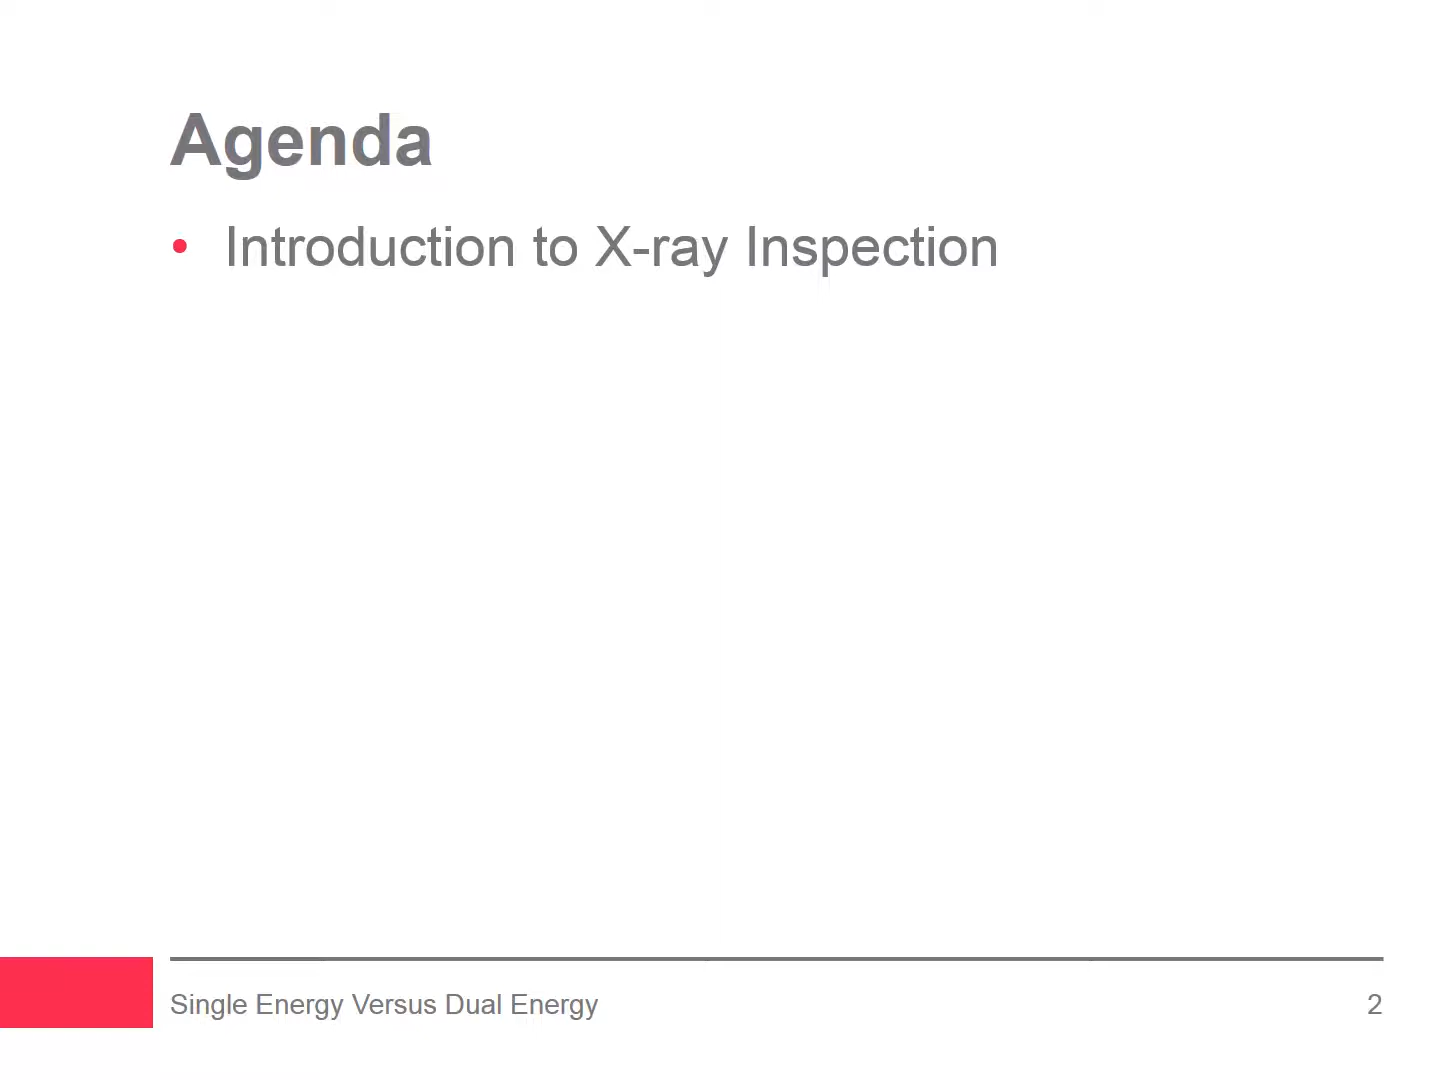 Agenda
• Introduction to X-ray Inspection
Single Energy Versus Dual Energy
2